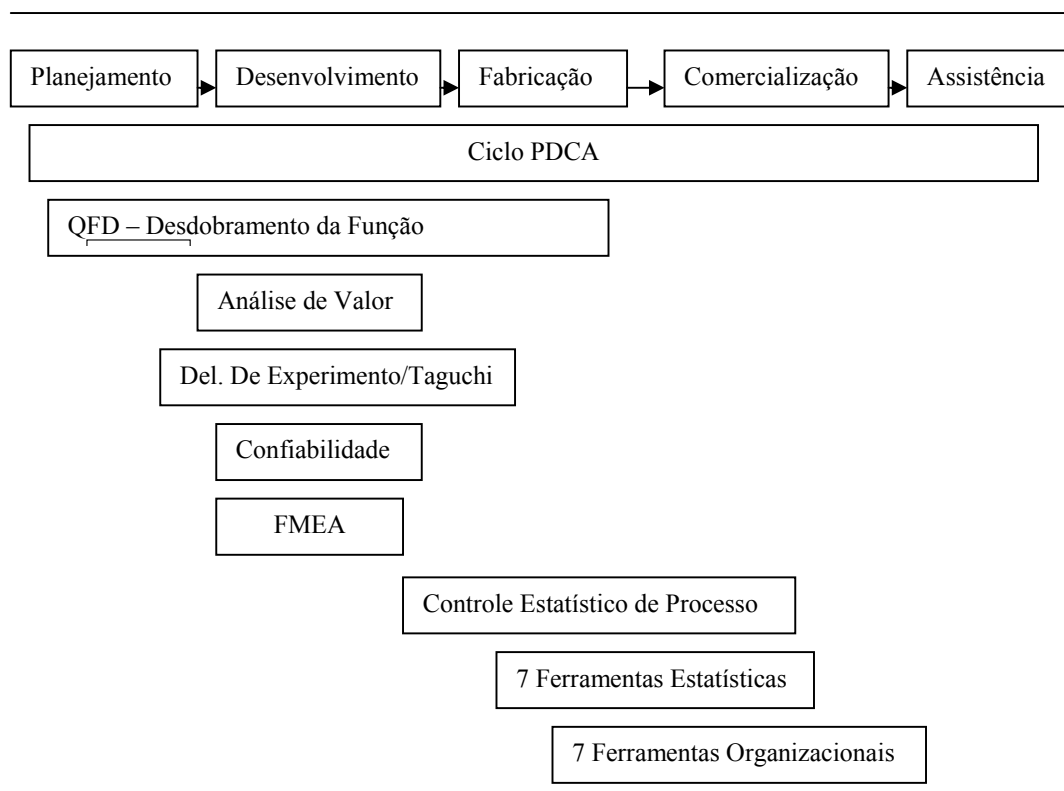 Planejamento
Desenvolvimento
Fabricação
Comercialização
Assistência
Ciclo PDCA
QFD – Desdobramento da Função
Análise de Valor
Del. De Experimento/Taguchi
Confiabilidade
FMEA
Controle Estatístico de Processo
7 Ferramentas Estatísticas
7 Ferramentas Organizacionais